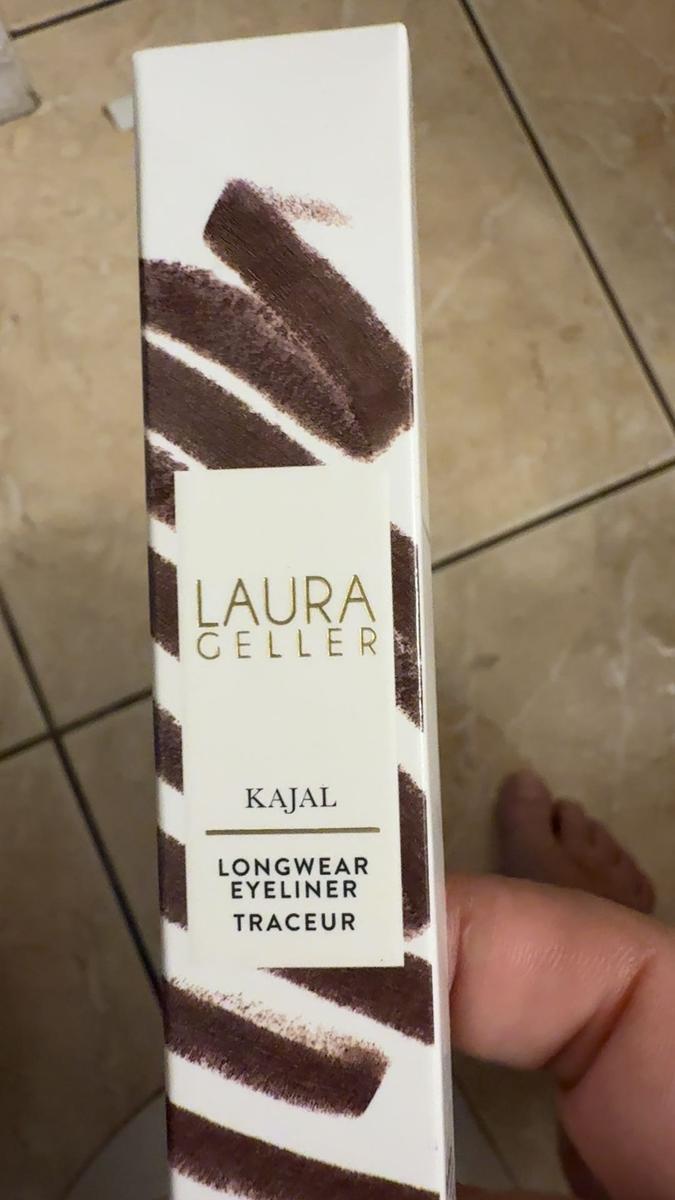 LAURA
GELLER
KAJAL
LONGWEAR
EYELINER
TRACEUR